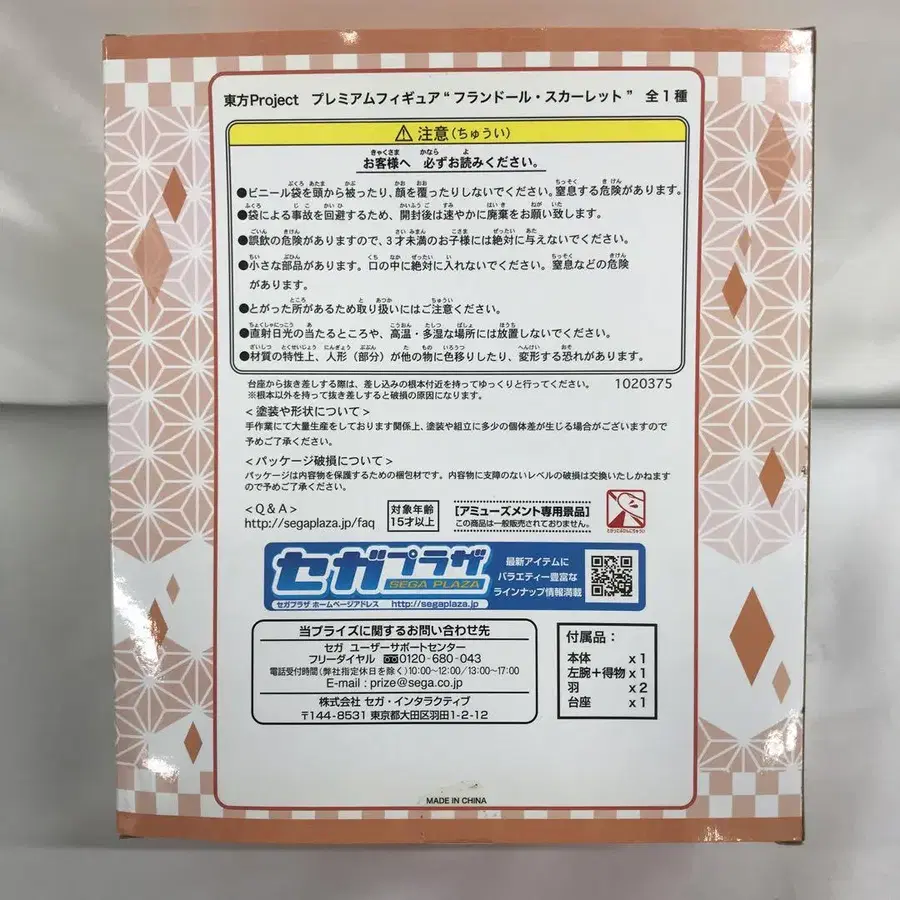 東方Project プレミアムフィギュア“フランドール・スカーレット” 全1種
⚠注意(ちゅうい)
お客様へ 必ずお読みください。
●ビニール袋を頭から被ったり、顔を覆ったりしないでください。窒息する危険があります。
●袋による事故を回避するため、開封後は速やかに廃棄をお願い致します。
●誤飲の危険がありますので、3才未満のお子様には絶対に与えないでください。
●小さな部品があります。口の中に絶対に入れないでください。窒息などの危険
があります。
●とがった所があるため取り扱いにはご注意ください。
●直射日光の当たるところや、高温・多湿な場所には放置しないでください。
●材質の特性上、人形(部分)が他の物に色移りしたり、変形する恐れがあります。
台座から抜き差しする際は、差し込みの根本付近を持ってゆっくりと行ってください。 1020375
※根本以外を持って抜き差しすると破損の原因になります。
<塗装や形状について>
手作業にて大量生産をしております関係上、塗装や組立に多少の個体差が生じる場合がございますので
予めご了承ください。
<パッケージ破損について>
パッケージは内容物を保護するための梱包材です。内容物に支障のないレベルの破損は交換いたしかねます
ので予めご了承ください。
<Q&A>
http://segaplaza.jp/faq
対象年齢
15才以上
[アミューズメント専用景品]
この商品は一般販売されておりません。
セガプラザ
SEGA PLAZA
セガプラザ ホームページアドレス http://segaplaza.jp
最新アイテムに
バラエティー豊富な
ラインナップ情報満載
当プライズに関するお問い合わせ先
セガ ユーザーサポートセンター
フリーダイヤル 0120-680-043
電話受付時間(弊社指定休日を除く)10:00~12:00/13:00~17:00
E-mail : prize@sega.co.jp
株式会社 セガ・インタラクティブ
〒144-8531 東京都大田区羽田1-2-12
付属品:
本体 x1
左腕+得物 x1
羽 x2
台座 x1
MADE IN CHINA